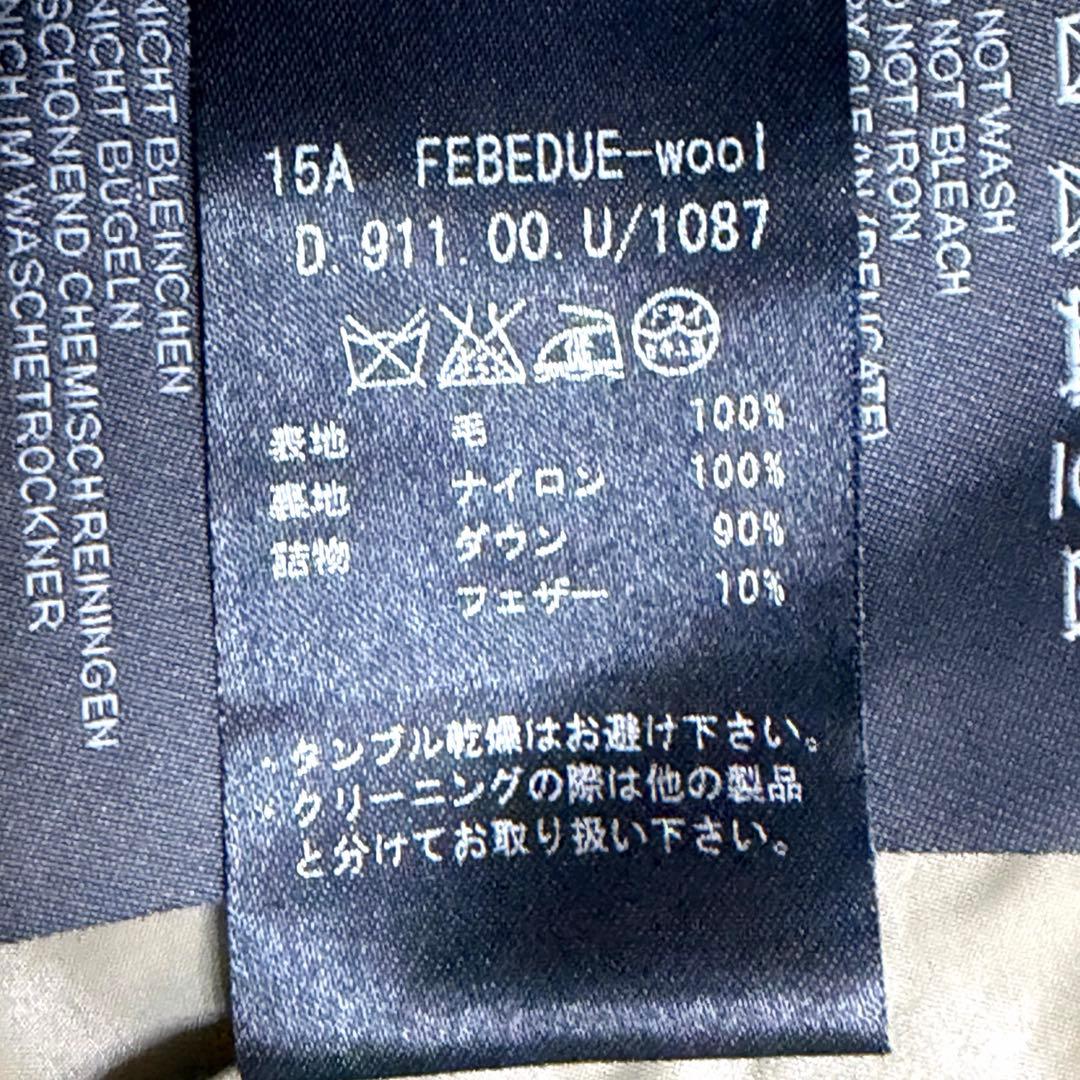 NICHT BLEINCHEN
NICHT BÜGELN
SCHONEND CHEMISCH REININGEN
NICH IM WASCHETROCKNER
15A FEBEDUE-wool
D. 911. 00. U/1087
表地 毛 100%
裏地 ナイロン 100%
詰物 ダウン 90%
フェザー 10%
・タンブル乾燥はお避け下さい。
・クリーニングの際は他の製品
と分けてお取り扱い下さい。
NOT WASH
NOT BLEACH
NOT IRON